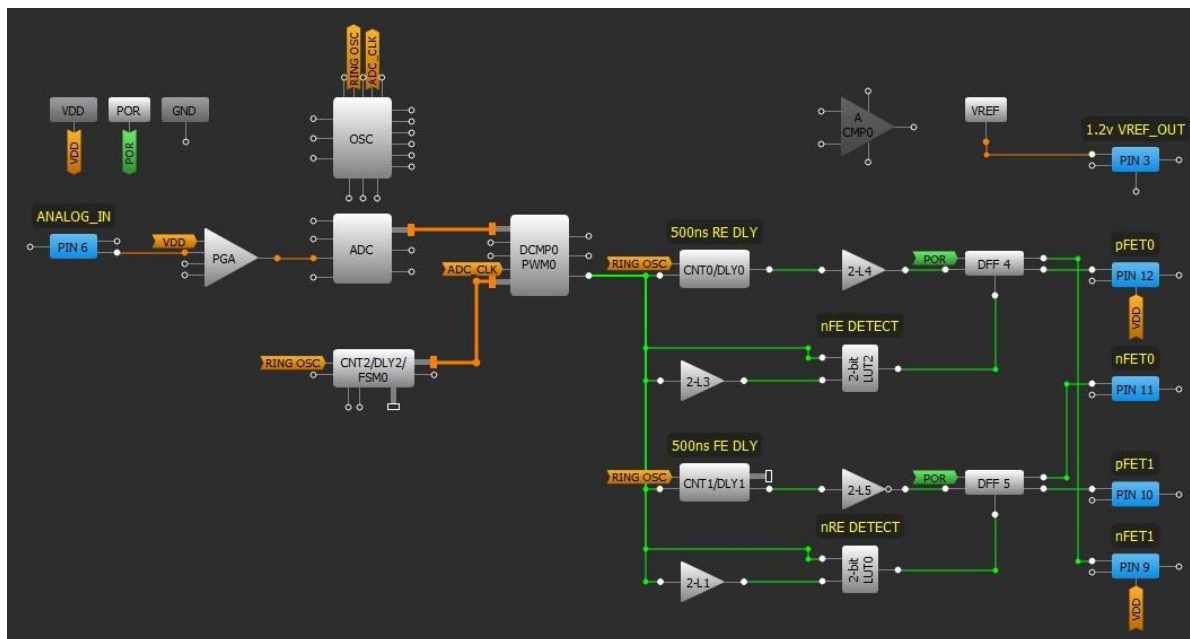 RING OSC
ADC_CLK
VDD
POR
GND
VDD
POR
OSC
A
CMP0
VREF
1.2v VREF_OUT
PIN 3
ANALOG_IN
PIN 6
VDD
PGA
ADC
DCMP0
PWM0
ADC_CLK
RING OSC
CNT2/DLY2/
FSM0
500ns RE DLY
RING OSC
CNT0/DLY0
2-L4
POR
DFF 4
pFET0
PIN 12
VDD
nFE DETECT
2-L3
2-bit
LUT2
nFET0
PIN 11
500ns FE DLY
RING OSC
CNT1/DLY1
2-L5
POR
DFF 5
pFET1
PIN 10
nRE DETECT
2-L1
2-bit
LUT0
nFET1
PIN 9
VDD